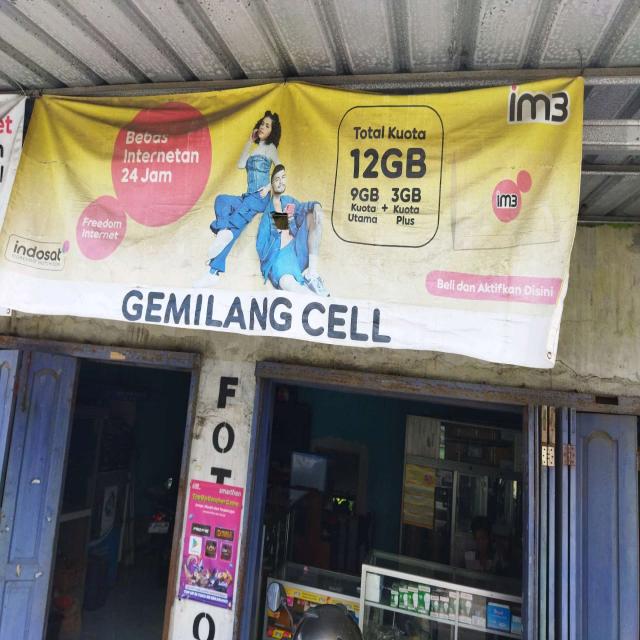 im3
Bebas
Internetan
24 Jam
Freedom
Internet
indosat
Total Kuota
12GB
9GB
Kuota
Utama
+
3GB
Kuota
Plus
im3
Beli dan Aktifkan Disini
GEMILANG CELL
FOT
O
smartfren